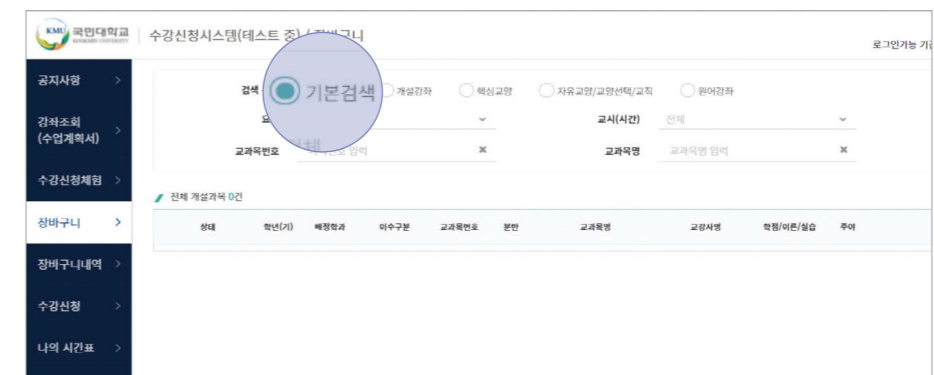 KMU 국민대학교
KOOKMIN UNIVERSITY
수강신청시스템(테스트 중) / 장바구니
로그인가능 기간
공지사항
강좌조회
(수업계획서)
수강신청체험
장바구니
장바구니내역
수강신청
나의 시간표
검색 기본검색 개설강좌 핵심교양 자유교양/교양선택/교직 원어강좌
교시(시간) 전체
교과목번호 입력 교과목명 교과목명 입력
전체 개설과목 0건
상태 학년(기) 배정학과 이수구분 교과목번호 분반 교과목명 교강사명 학점/이론/실습 주야